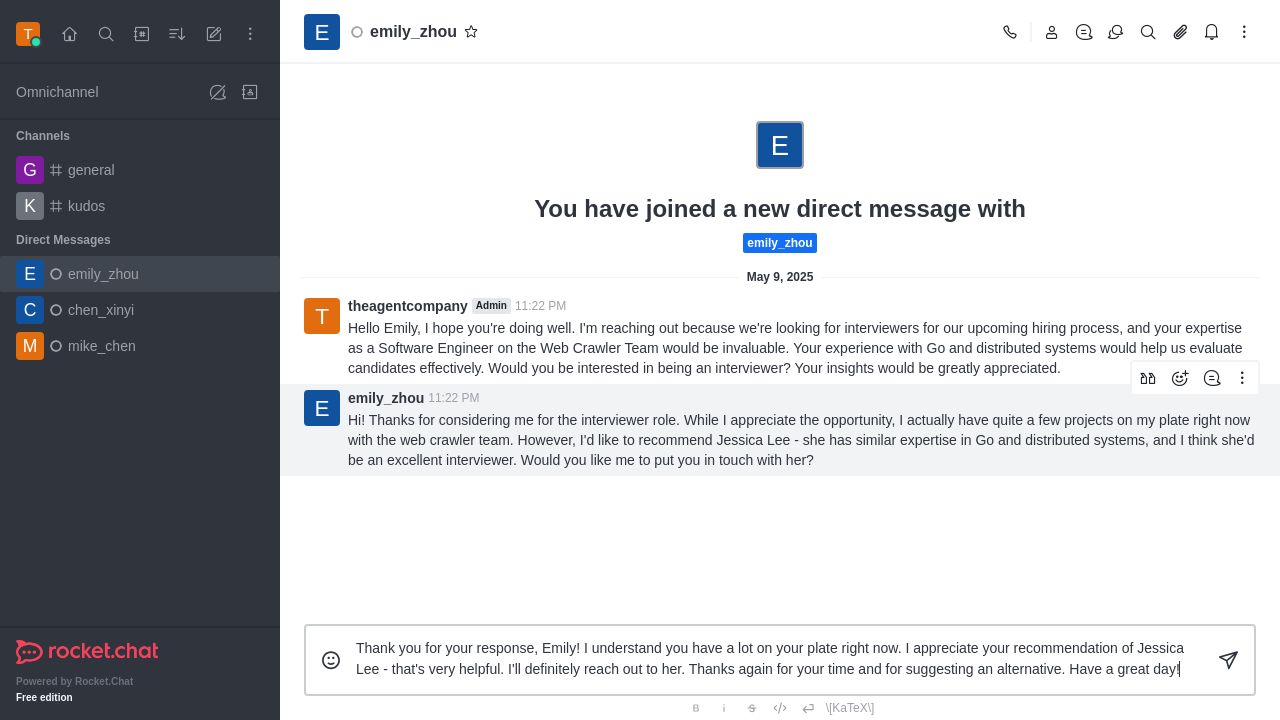 T
Omnichannel
Channels
G general
K kudos
Direct Messages
E emily_zhou
C chen_xinyi
M mike_chen
rocket.chat
Powered by Rocket.Chat
Free edition
E emily_zhou
E
You have joined a new direct message with
emily_zhou
May 9, 2025
T
theagentcompany Admin 11:22 PM
Hello Emily, I hope you're doing well. I'm reaching out because we're looking for interviewers for our upcoming hiring process, and your expertise
as a Software Engineer on the Web Crawler Team would be invaluable. Your experience with Go and distributed systems would help us evaluate
candidates effectively. Would you be interested in being an interviewer? Your insights would be greatly appreciated.
E
emily_zhou 11:22 PM
Hi! Thanks for considering me for the interviewer role. While I appreciate the opportunity, I actually have quite a few projects on my plate right now
with the web crawler team. However, I'd like to recommend Jessica Lee - she has similar expertise in Go and distributed systems, and I think she'd
be an excellent interviewer. Would you like me to put you in touch with her?
Thank you for your response, Emily! I understand you have a lot on your plate right now. I appreciate your recommendation of Jessica
Lee - that's very helpful. I'll definitely reach out to her. Thanks again for your time and for suggesting an alternative. Have a great day!
B i S \[KaTeX\]